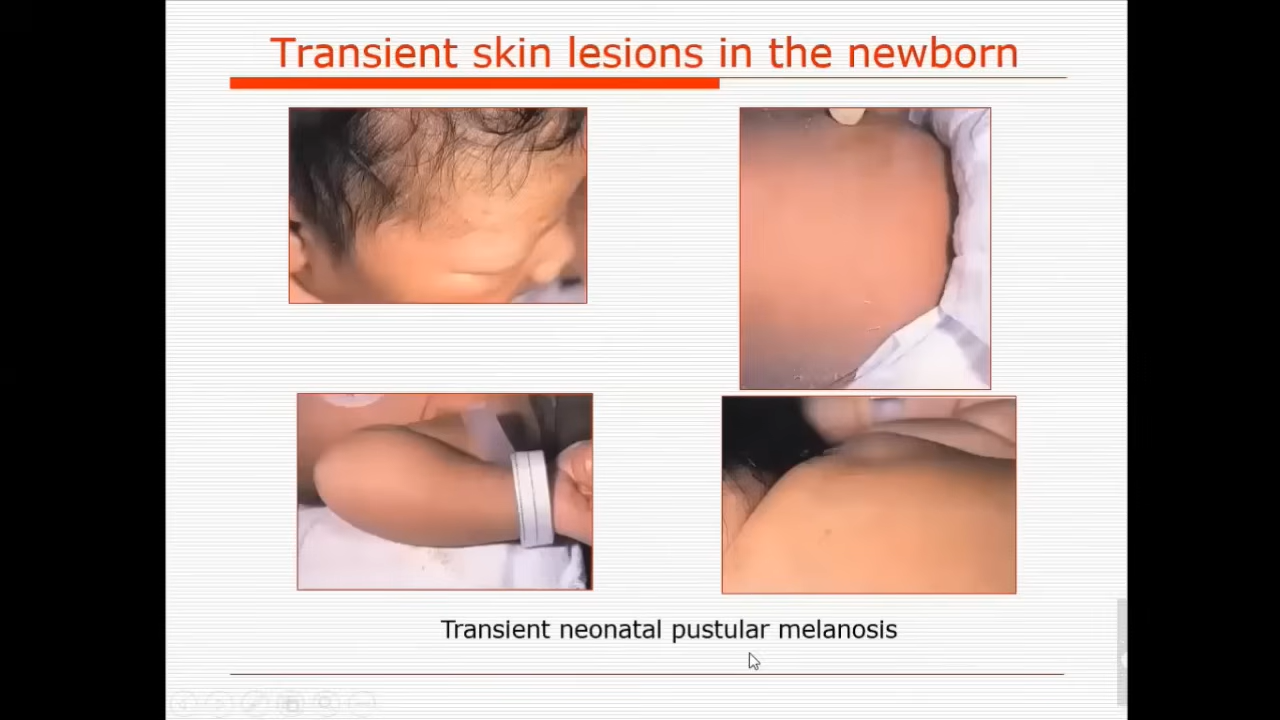 Transient skin lesions in the newborn
Transient neonatal pustular melanosis